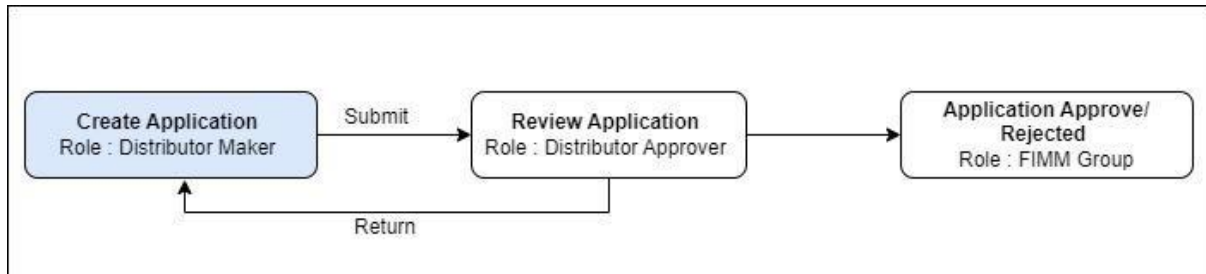 Create Application
Role : Distributor Maker
Submit
Review Application
Role : Distributor Approver
Application Approve/
Rejected
Role : FIMM Group
Return